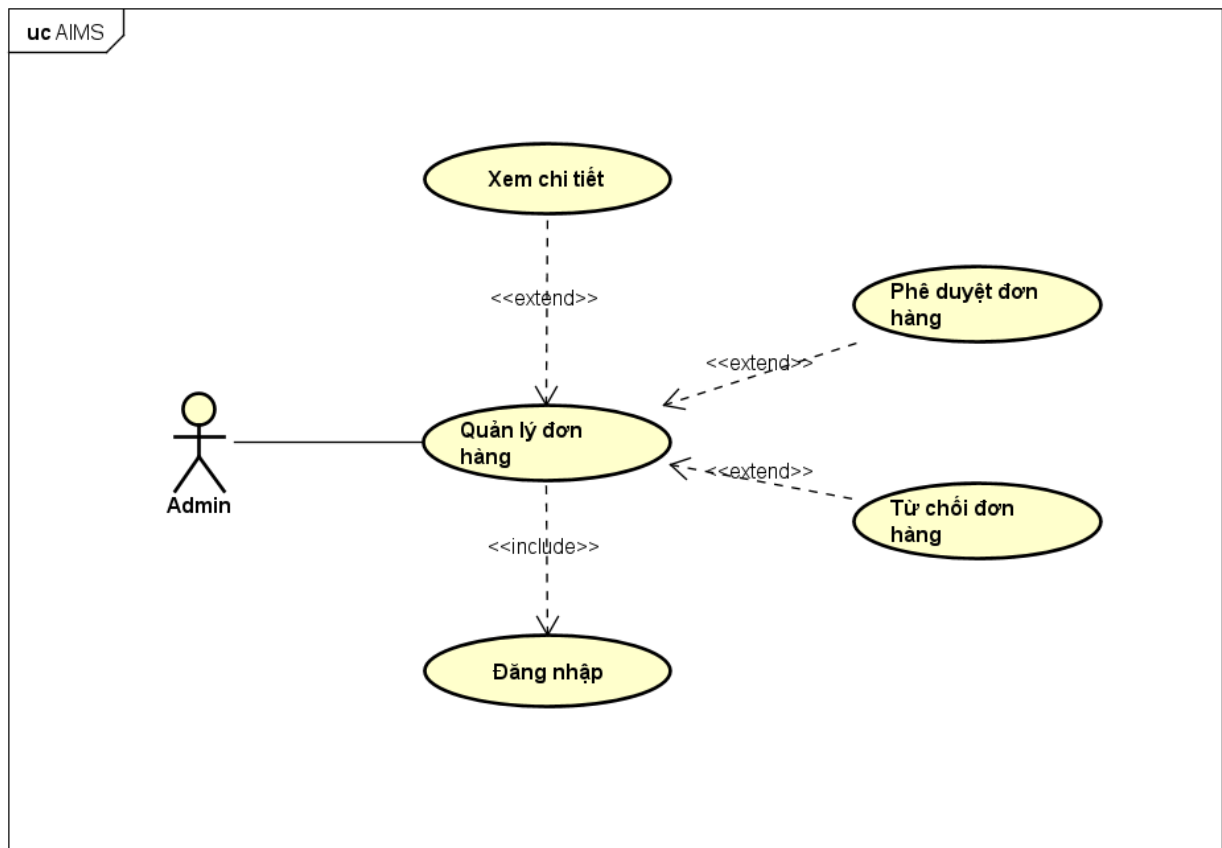 uc AIMS
Xem chi tiết
<<extend>>
Phê duyệt đơn
hàng
<<extend>>
Quản lý đơn
hàng
<<extend>>
Từ chối đơn
hàng
Admin
<<include>>
Đăng nhập